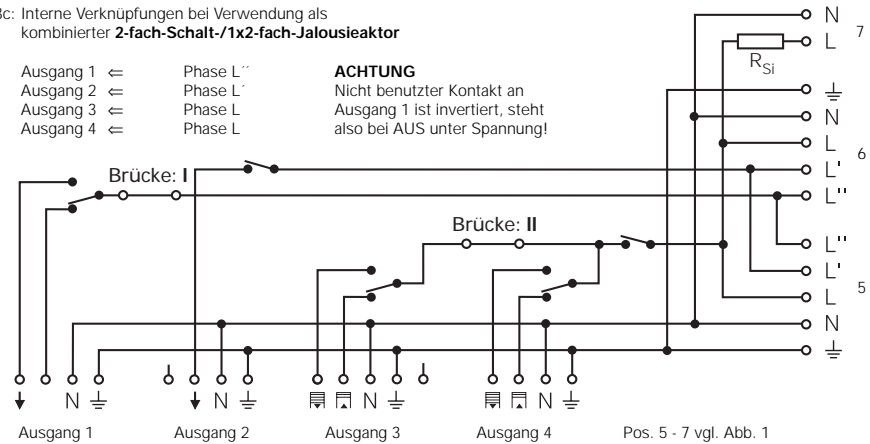 3c: Interne Verknüpfungen bei Verwendung als
kombinierter 2-fach-Schalt-/1x2-fach-Jalousieaktor
Ausgang 1 ⇐ Phase L´´
Ausgang 2 ⇐ Phase L´
Ausgang 3 ⇐ Phase L
Ausgang 4 ⇐ Phase L
ACHTUNG
Nicht benutzter Kontakt an
Ausgang 1 ist invertiert, steht
also bei AUS unter Spannung!
N
7
L
RSi
N
L
6
L'
L''
Brücke: I
Brücke: II
L''
L'
5
L
N
N
N
N
N
Ausgang 1
Ausgang 2
Ausgang 3
Ausgang 4
Pos. 5 - 7 vgl. Abb. 1